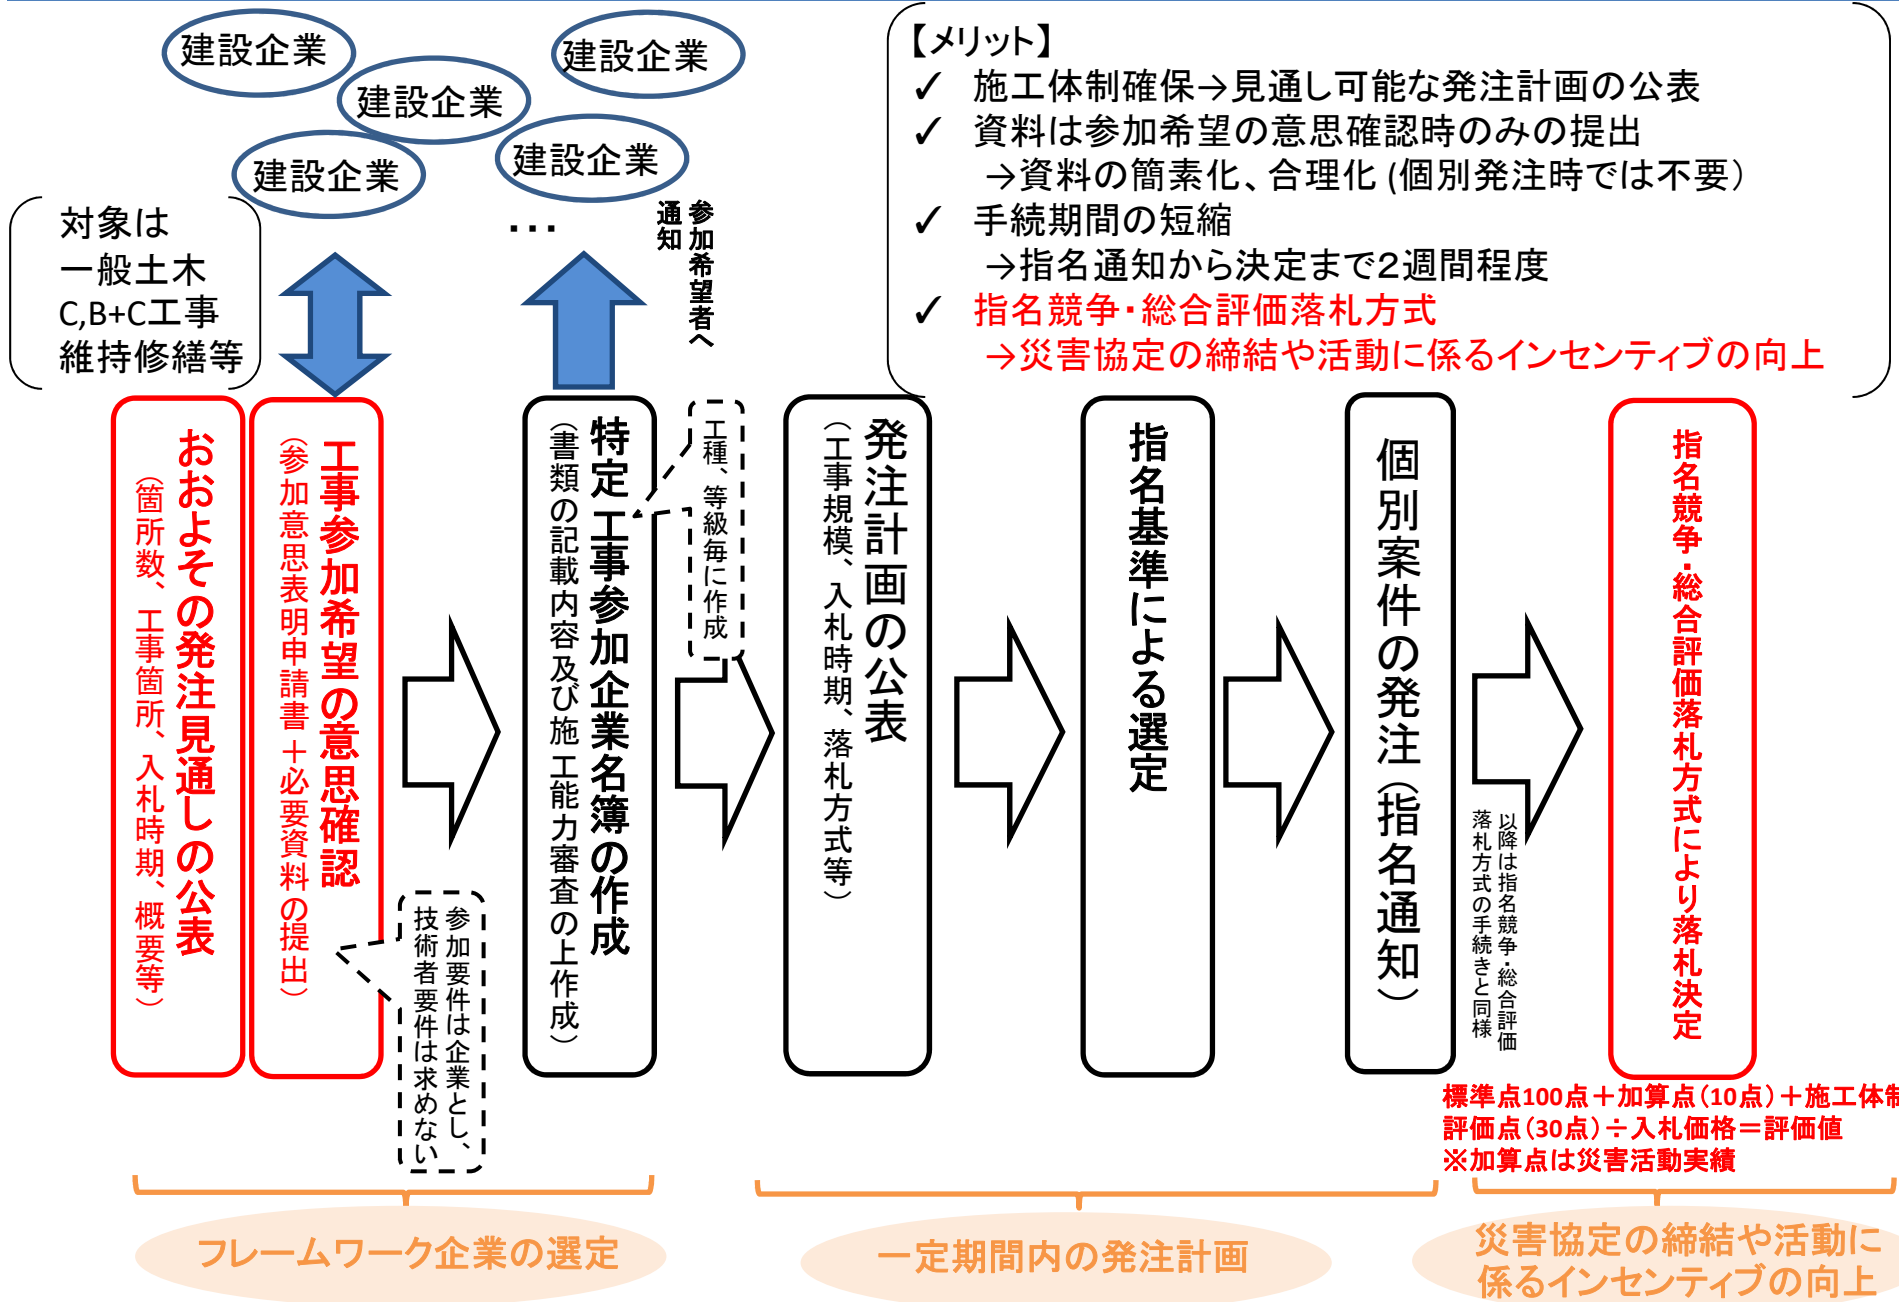 建設企業
建設企業
建設企業
建設企業
建設企業
・・・
対象は
一般土木
C,B+C工事
維持修繕等
参加希望者へ
通知
【メリット】
✓ 施工体制確保→見通し可能な発注計画の公表
✓ 資料は参加希望の意思確認時のみの提出
→資料の簡素化、合理化 (個別発注時では不要）
✓ 手続期間の短縮
→指名通知から決定まで２週間程度
✓ 指名競争・総合評価落札方式
→災害協定の締結や活動に係るインセンティブの向上
おおよその発注見通しの公表
（箇所数、工事箇所、入札時期、概要等）
工事参加希望の意思確認
（参加意思表明申請書＋必要資料の提出）
参加要件は企業とし、
技術者要件は求めない
特定工事参加企業名簿の作成
（書類の記載内容及び施工能力審査の上作成）
工種、等級毎に作成
発注計画の公表
（工事規模、入札時期、落札方式等）
指名基準による選定
個別案件の発注（指名通知）
以降は指名競争・総合評価
落札方式の手続きと同様
指名競争・総合評価落札方式により落札決定
標準点100点＋加算点（10点）＋施工体制
評価点（30点）÷入札価格＝評価値
※加算点は災害活動実績
フレームワーク企業の選定
一定期間内の発注計画
災害協定の締結や活動に
係るインセンティブの向上